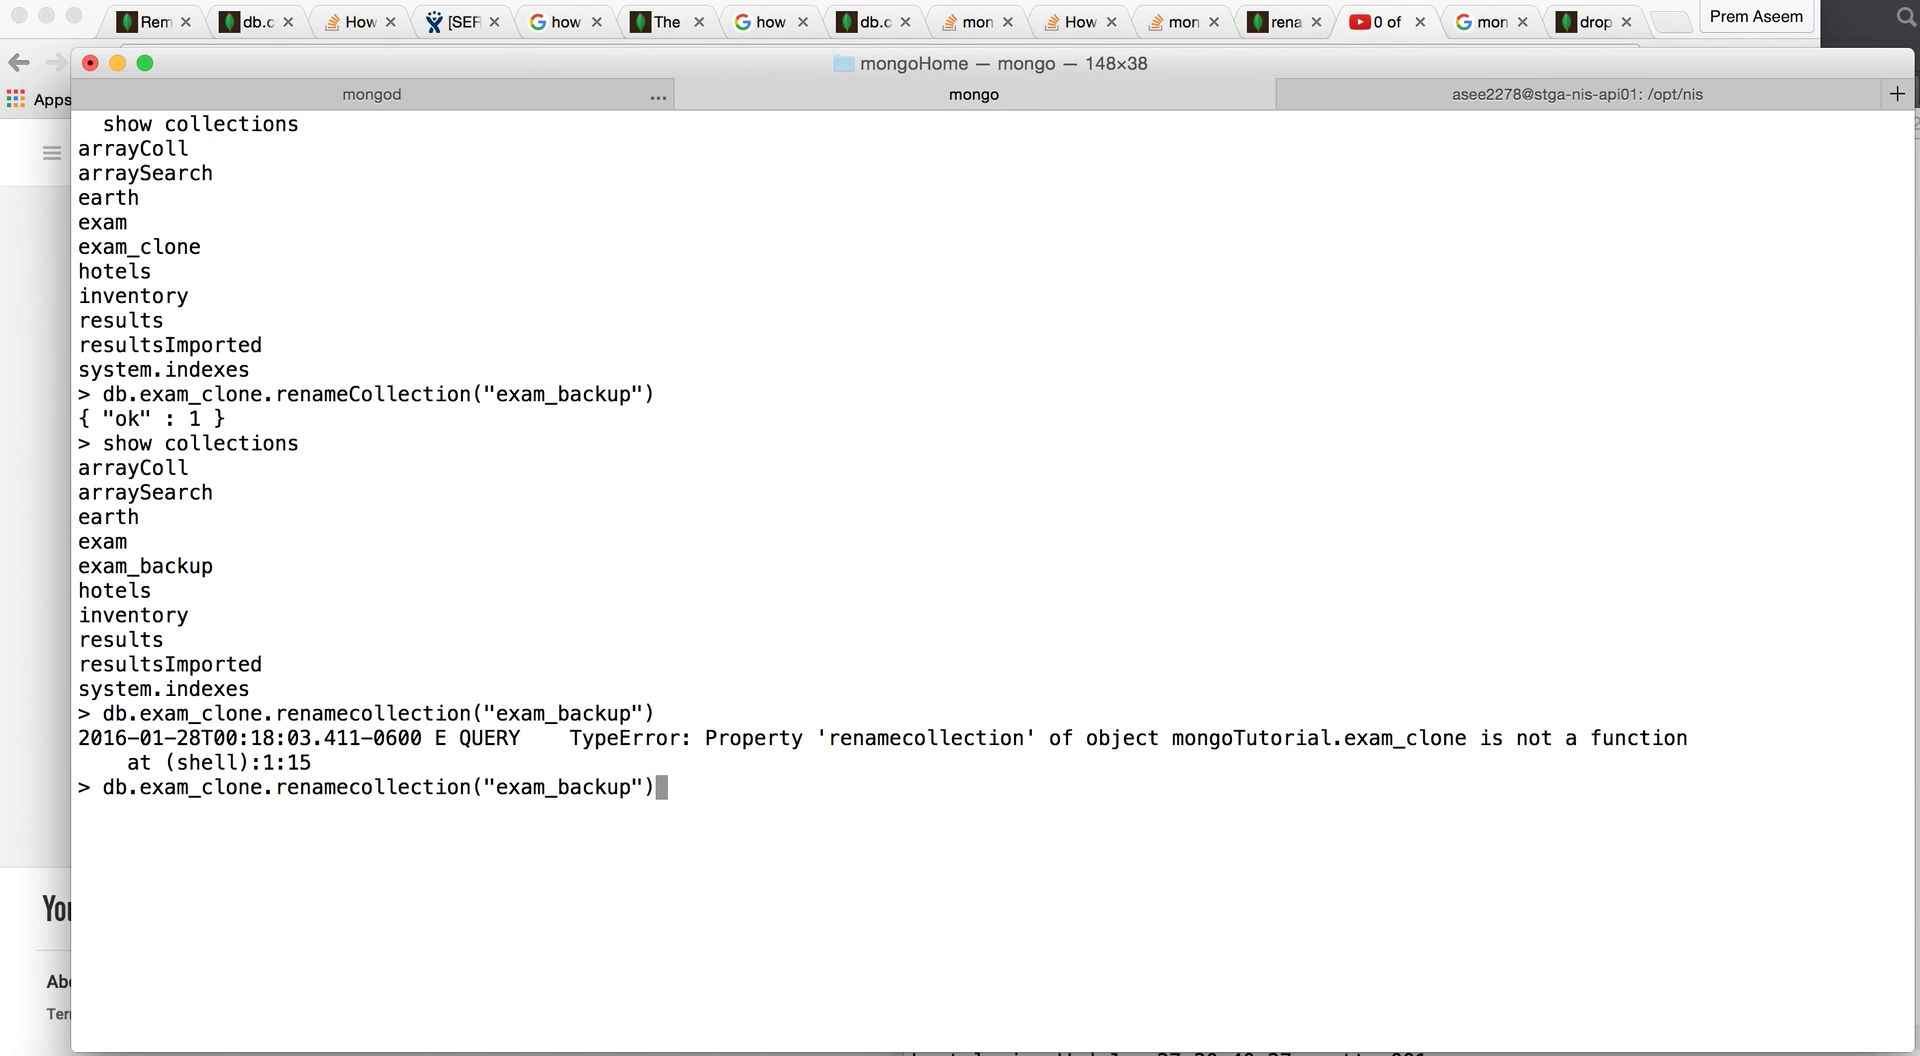 Rem db.c How [SEF how The how db.c mon How mon rena 0 of mon drop Prem Aseem
mongoHome — mongo — 148×38
Apps
mongod ... mongo asee2278@stga-nis-api01: /opt/nis +
show collections
arrayColl
arraySearch
earth
exam
exam_clone
hotels
inventory
results
resultsImported
system.indexes
> db.exam_clone.renameCollection("exam_backup")
{ "ok" : 1 }
> show collections
arrayColl
arraySearch
earth
exam
exam_backup
hotels
inventory
results
resultsImported
system.indexes
> db.exam_clone.renamecollection("exam_backup")
2016-01-28T00:18:03.411-0600 E QUERY    TypeError: Property 'renamecollection' of object mongoTutorial.exam_clone is not a function
    at (shell):1:15
> db.exam_clone.renamecollection("exam_backup")
You
Abo
Ter